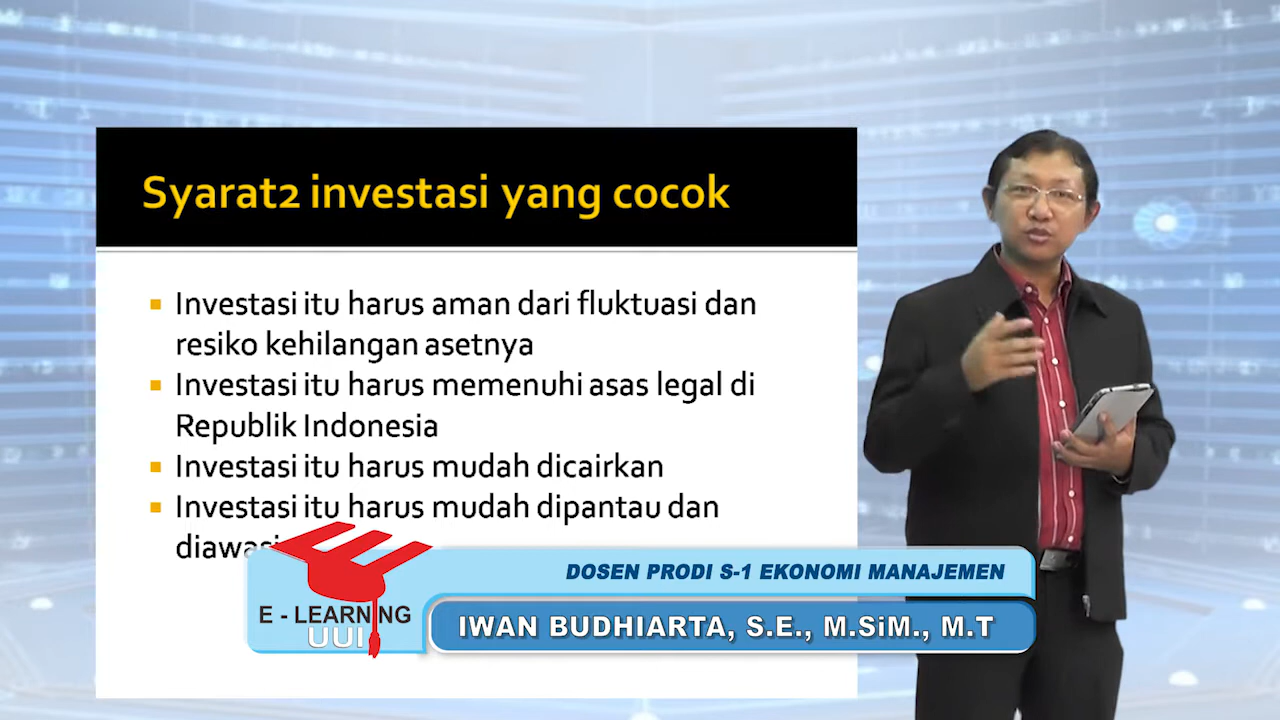 Syarat2 investasi yang cocok
Investasi itu harus aman dari fluktuasi dan
resiko kehilangan asetnya
Investasi itu harus memenuhi asas legal di
Republik Indonesia
Investasi itu harus mudah dicairkan
Investasi itu harus mudah dipantau dan
diawasi
DOSEN PRODI S-1 EKONOMI MANAJEMEN
E - LEARNING
UUI
IWAN BUDHIARTA, S.E., M.SiM., M.T